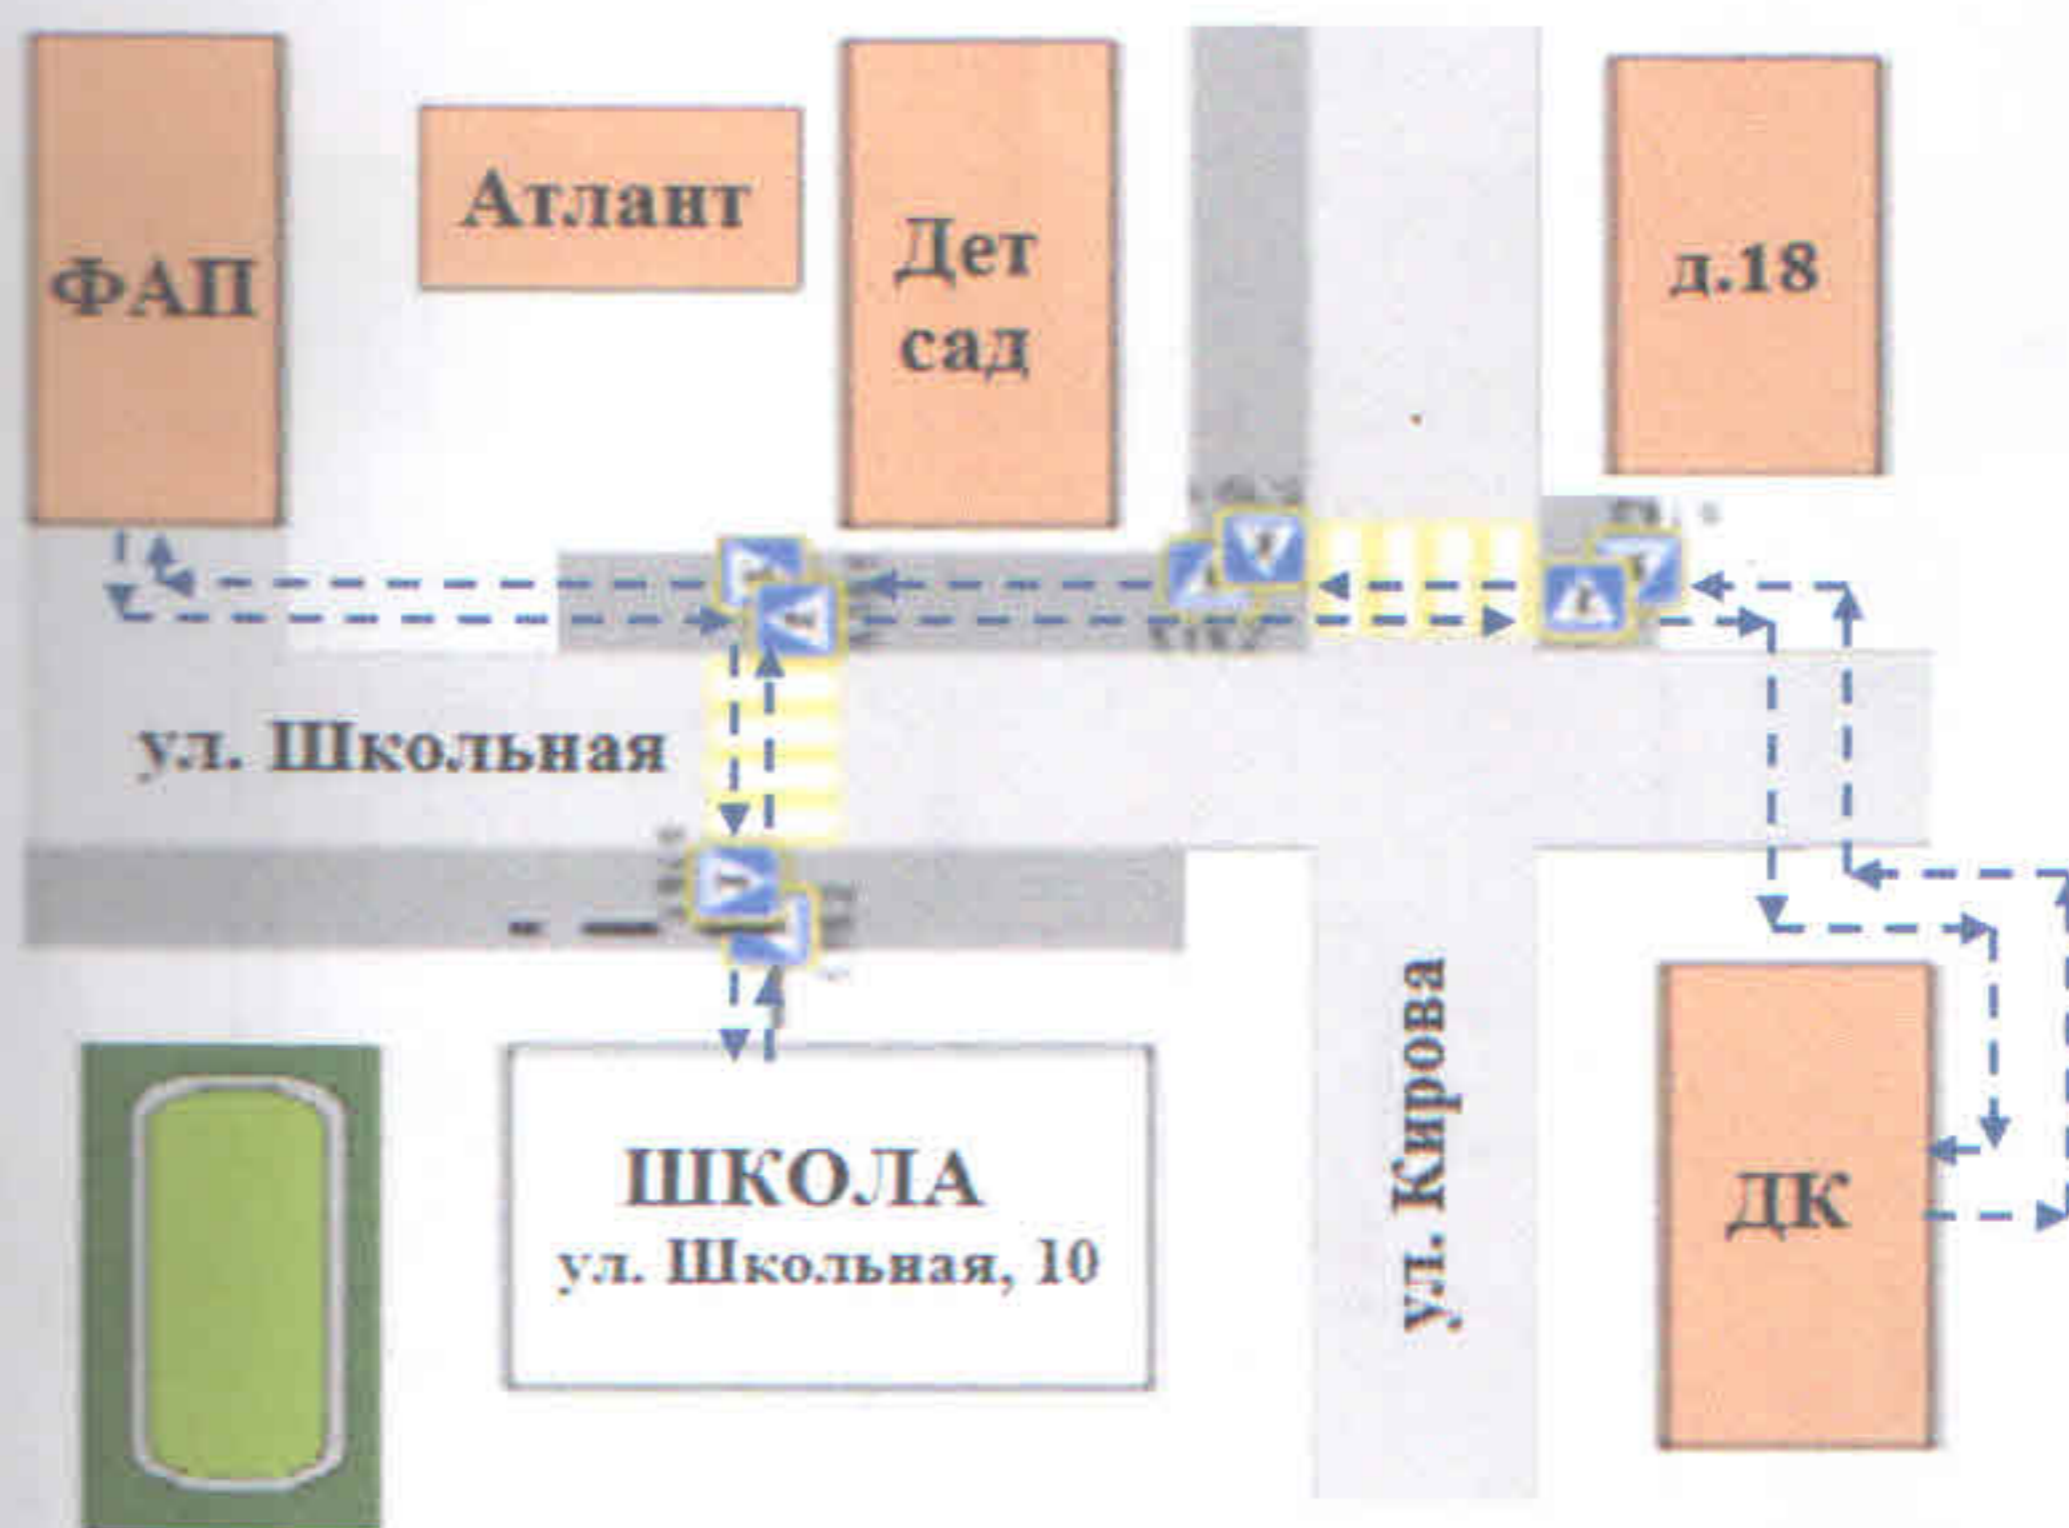 ФАП
Атлант
Дет
сад
д.18
ул. Школьная
ШКОЛА
ул. Школьная, 10
ул. Кирова
ДК